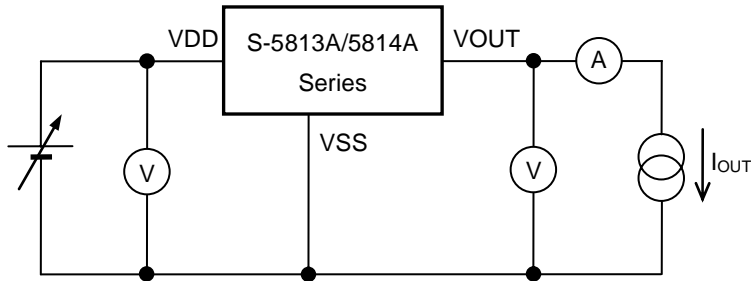 VDD
S-5813A/5814A
Series
VOUT
A
VSS
V
V
IOUT